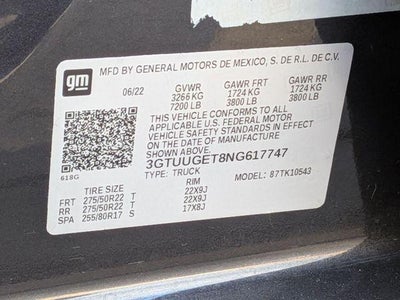 gm
MFD BY GENERAL MOTORS DE MEXICO, S. DE R.L. DE C.V.
06/22 GVWR GAWR FRT GAWR RR
3266 KG 1724 KG 1724 KG
7200 LB 3800 LB 3800 LB
THIS VEHICLE CONFORMS TO ALL
APPLICABLE U.S. FEDERAL MOTOR
VEHICLE SAFETY STANDARDS IN EFFECT
ON THE DATE OF MANUFACTURE
3GTUUGET8NG617747
618G TYPE: TRUCK MODEL: 87TK10543
TIRE SIZE RIM
FRT 275/50R22 T 22X9J
RR 275/50R22 T 22X9J
SPA 255/80R17 S 17X8J